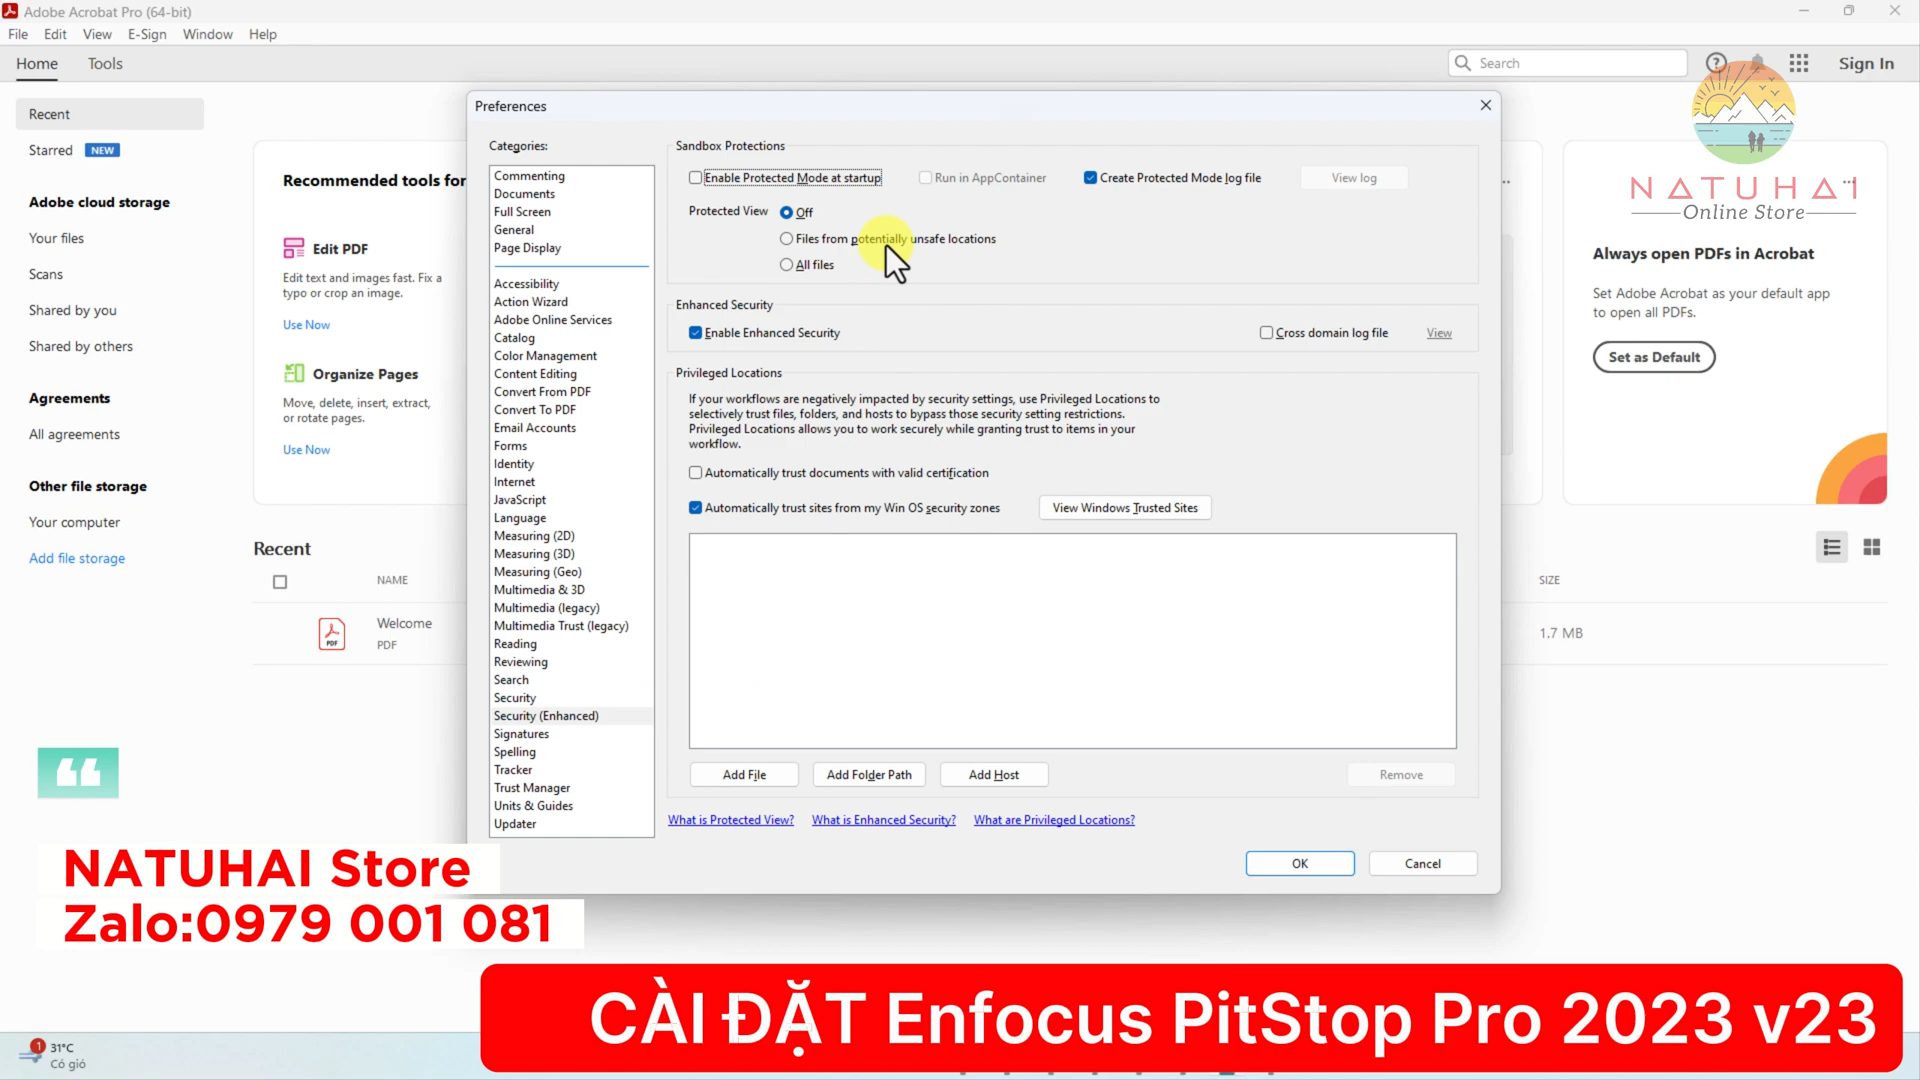 Adobe Acrobat Pro (64-bit)
File Edit View E-Sign Window Help
Home Tools
Search
Sign In
Recent
Starred NEW
Adobe cloud storage
Your files
Scans
Shared by you
Shared by others
Agreements
All agreements
Other file storage
Your computer
Add file storage
Recommended tools for
Edit PDF
Edit text and images fast. Fix a
typo or crop an image.
Use Now
Organize Pages
Move, delete, insert, extract,
or rotate pages.
Use Now
Recent
NAME
Welcome
PDF
Preferences
Categories:
Commenting
Documents
Full Screen
General
Page Display
Accessibility
Action Wizard
Adobe Online Services
Catalog
Color Management
Content Editing
Convert From PDF
Convert To PDF
Email Accounts
Forms
Identity
Internet
JavaScript
Language
Measuring (2D)
Measuring (3D)
Measuring (Geo)
Multimedia & 3D
Multimedia (legacy)
Multimedia Trust (legacy)
Reading
Reviewing
Search
Security
Security (Enhanced)
Signatures
Spelling
Tracker
Trust Manager
Units & Guides
Updater
Sandbox Protections
Enable Protected Mode at startup
Run in AppContainer
Create Protected Mode log file
View log
Protected View
Off
Files from potentially unsafe locations
All files
Enhanced Security
Enable Enhanced Security
Cross domain log file
View
Privileged Locations
If your workflows are negatively impacted by security settings, use Privileged Locations to
selectively trust files, folders, and hosts to bypass those security setting restrictions.
Privileged Locations allows you to work securely while granting trust to items in your
workflow.
Automatically trust documents with valid certification
Automatically trust sites from my Win OS security zones
View Windows Trusted Sites
Add File
Add Folder Path
Add Host
Remove
What is Protected View?
What is Enhanced Security?
What are Privileged Locations?
OK
Cancel
NATUHAI
Online Store
Always open PDFs in Acrobat
Set Adobe Acrobat as your default app
to open all PDFs.
Set as Default
SIZE
1.7 MB
NATUHAI Store
Zalo:0979 001 081
CÀI ĐẶT Enfocus PitStop Pro 2023 v23
1
31°C
Có gió